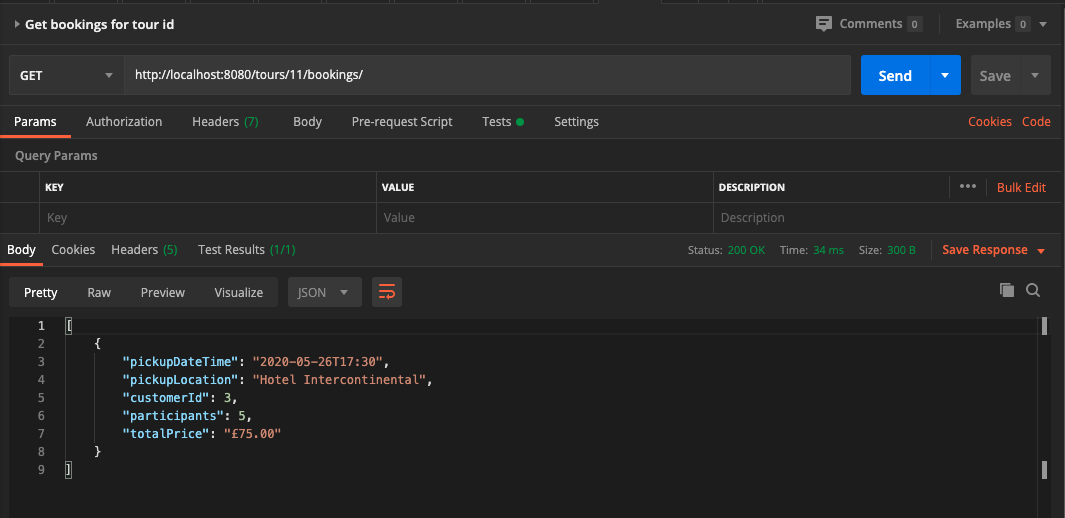 Get bookings for tour id
Comments 0
Examples 0
GET
http://localhost:8080/tours/11/bookings/
Send
Save
Params
Authorization
Headers (7)
Body
Pre-request Script
Tests
Settings
Cookies
Code
Query Params
KEY
VALUE
DESCRIPTION
Bulk Edit
Key
Value
Description
Body
Cookies
Headers (5)
Test Results (1/1)
Status: 200 OK
Time: 34 ms
Size: 300 B
Save Response
Pretty
Raw
Preview
Visualize
JSON
1 [
2 {
3 "pickupDateTime": "2020-05-26T17:30",
4 "pickupLocation": "Hotel Intercontinental",
5 "customerId": 3,
6 "participants": 5,
7 "totalPrice": "£75.00"
8 }
9 ]